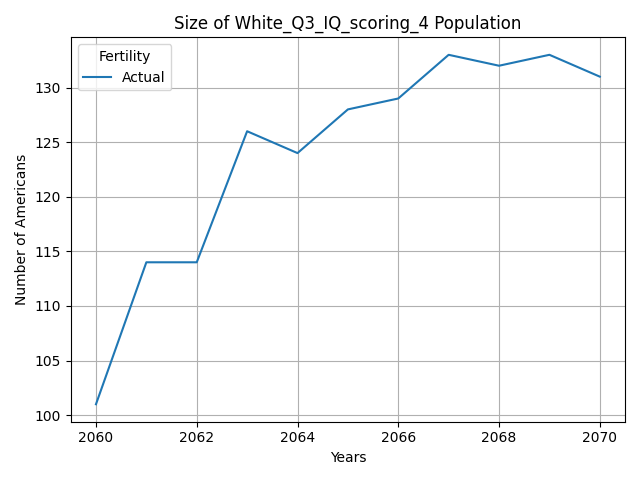 Size of White_Q3_IQ_scoring_4 Population
Fertility
Actual
Number of Americans
130
125
120
115
110
105
100
2060
2062
2064
2066
2068
2070
Years